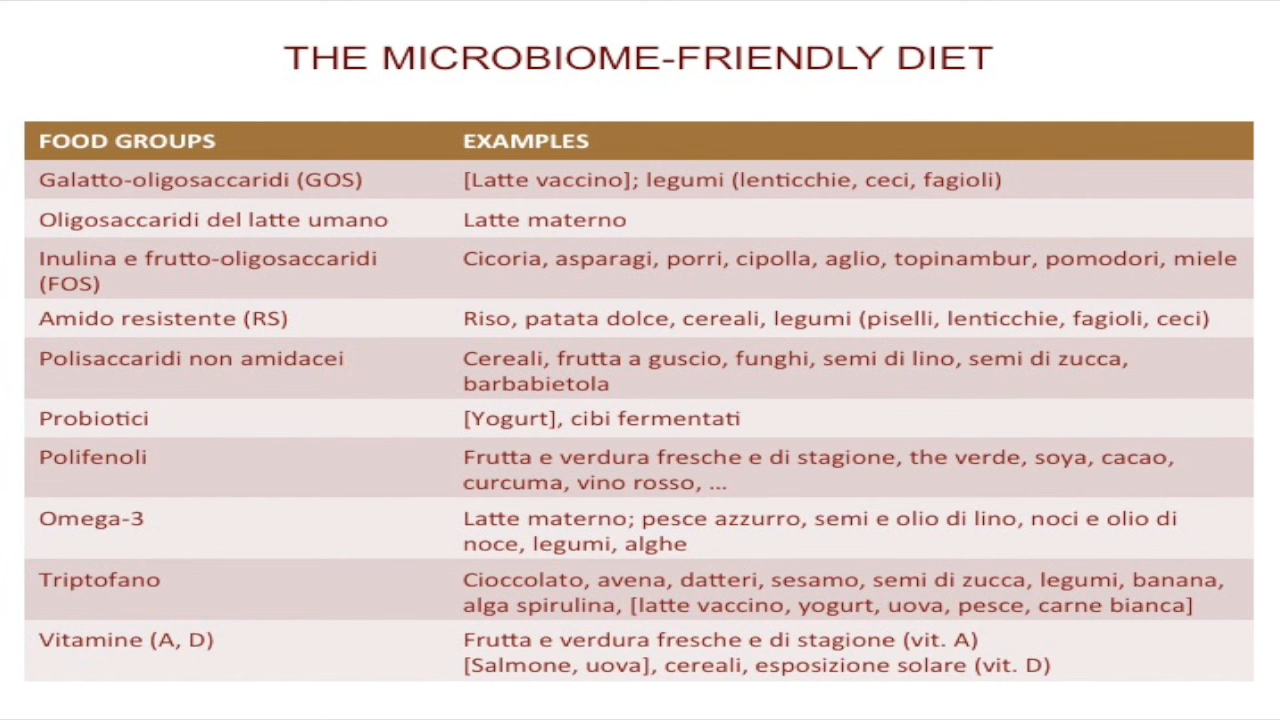 THE MICROBIOME-FRIENDLY DIET
FOOD GROUPS
EXAMPLES
Galatto-oligosaccaridi (GOS)
[Latte vaccino]; legumi (lenticchie, ceci, fagioli)
Oligosaccaridi del latte umano
Latte materno
Inulina e frutto-oligosaccaridi
(FOS)
Cicoria, asparagi, porri, cipolla, aglio, topinambur, pomodori, miele
Amido resistente (RS)
Riso, patata dolce, cereali, legumi (piselli, lenticchie, fagioli, ceci)
Polisaccaridi non amidacei
Cereali, frutta a guscio, funghi, semi di lino, semi di zucca,
barbabietola
Probiotici
[Yogurt], cibi fermentati
Polifenoli
Frutta e verdura fresche e di stagione, the verde, soya, cacao,
curcuma, vino rosso, ...
Omega-3
Latte materno; pesce azzurro, semi e olio di lino, noci e olio di
noce, legumi, alghe
Triptofano
Cioccolato, avena, datteri, sesamo, semi di zucca, legumi, banana,
alga spirulina, [latte vaccino, yogurt, uova, pesce, carne bianca]
Vitamine (A, D)
Frutta e verdura fresche e di stagione (vit. A)
[Salmone, uova], cereali, esposizione solare (vit. D)